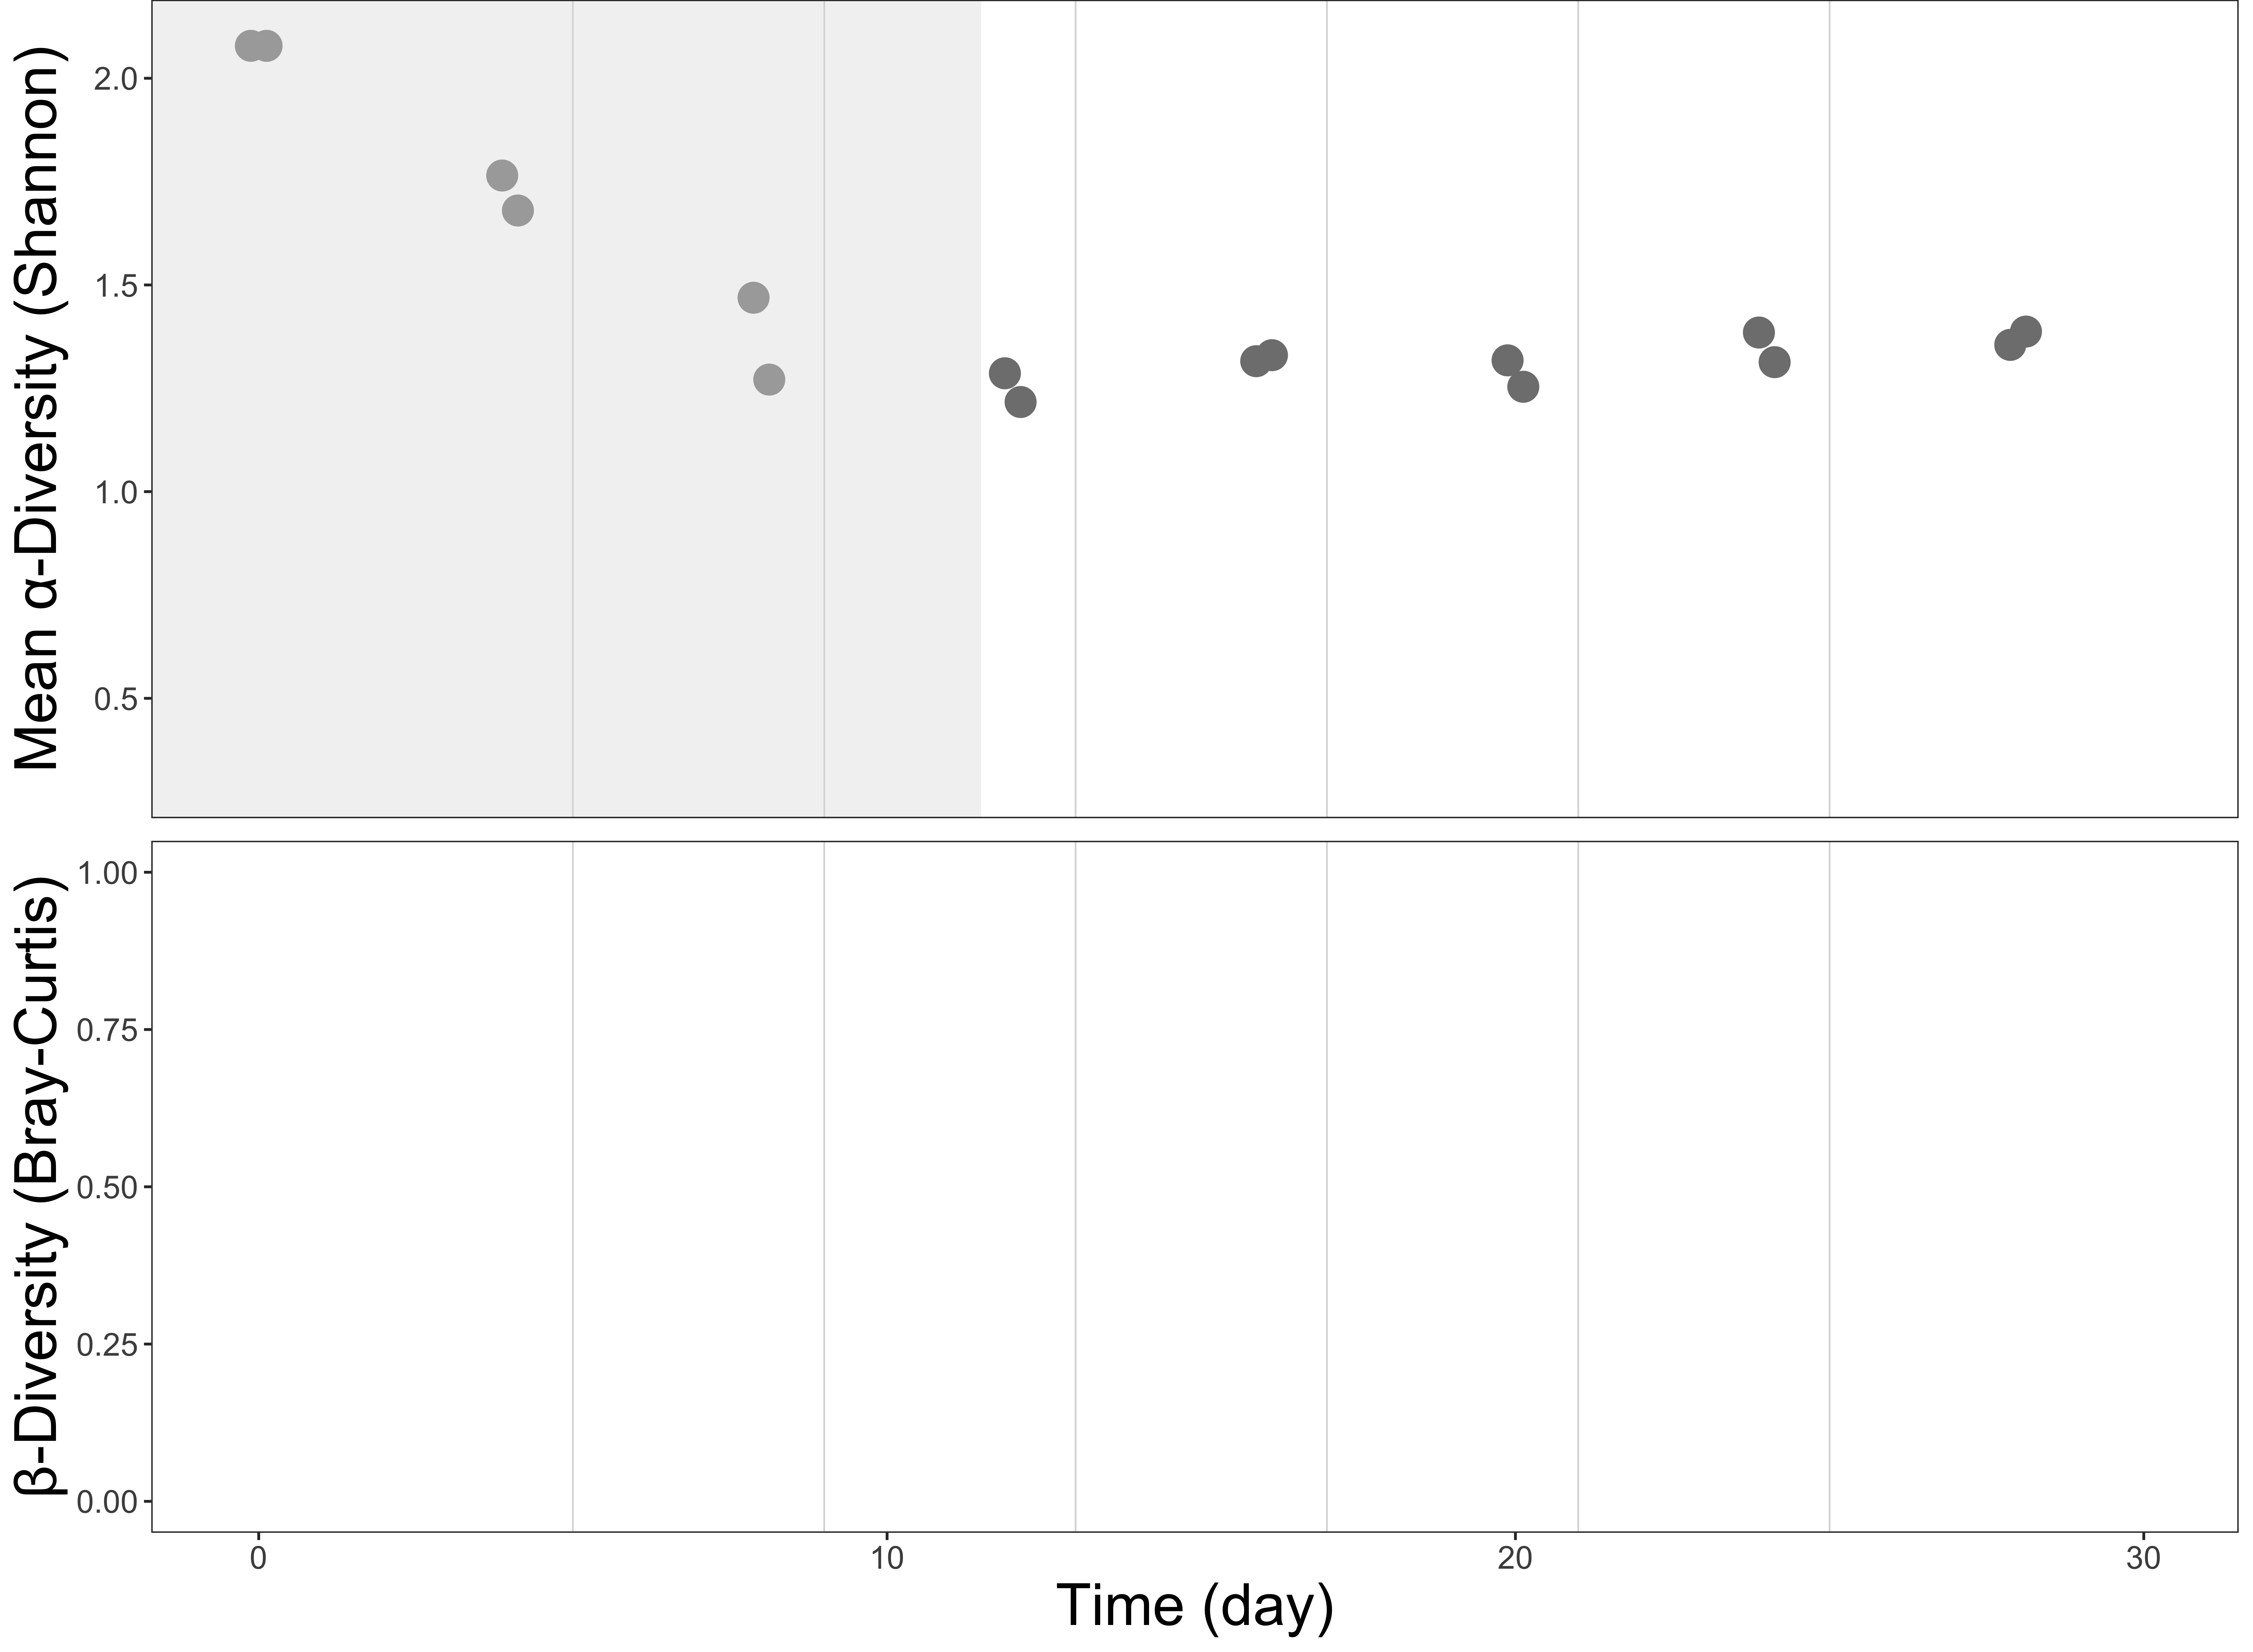 Mean α-Diversity (Shannon)
2.0
1.5
1.0
0.5
β-Diversity (Bray-Curtis)
1.00
0.75
0.50
0.25
0.00
0 10 20 30
Time (day)